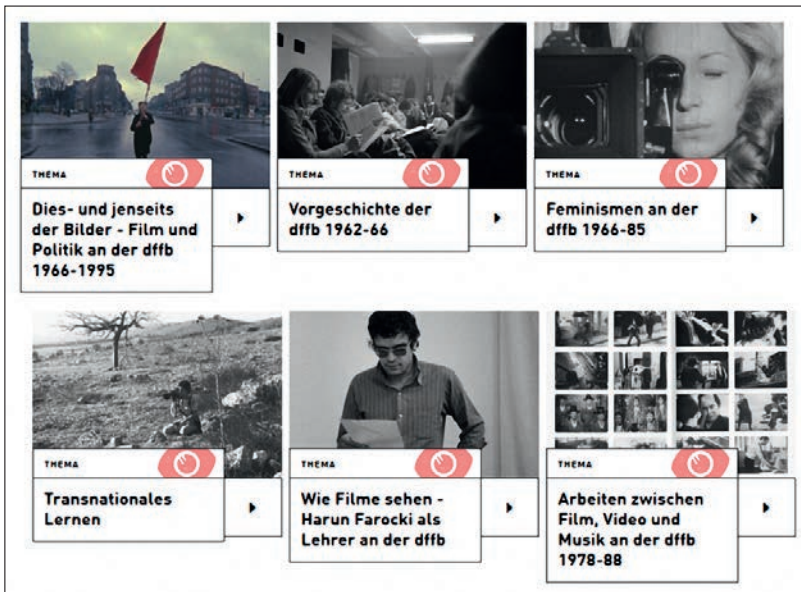 THEMA
Dies- und jenseits
der Bilder - Film und
Politik an der dffb
1966-1995
THEMA
Vorgeschichte der
dffb 1962-66
THEMA
Feminismen an der
dffb 1966-85
THEMA
Transnationales
Lernen
THEMA
Wie Filme sehen -
Harun Farocki als
Lehrer an der dffb
THEMA
Arbeiten zwischen
Film, Video und
Musik an der dffb
1978-88